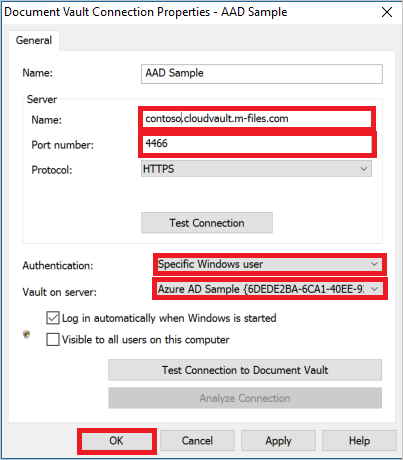 Document Vault Connection Properties - AAD Sample
General
Name: AAD Sample
Server
Name: contoso.cloudvault.m-files.com
Port number: 4466
Protocol: HTTPS
Test Connection
Authentication: Specific Windows user
Vault on server: Azure AD Sample {6DEDE2BA-6CA1-40EE-9
Log in automatically when Windows is started
Visible to all users on this computer
Test Connection to Document Vault
Analyze Connection
OK Cancel Apply Help